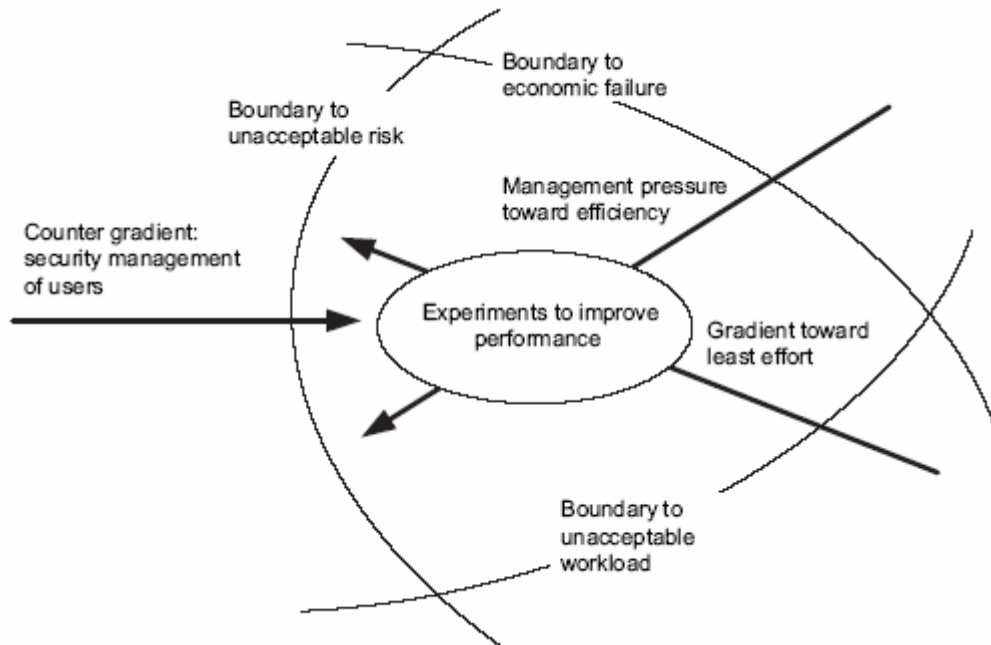 Boundary to
economic failure
Boundary to
unacceptable risk
Management pressure
toward efficiency
Counter gradient:
security management
of users
Experiments to improve
performance
Gradient toward
least effort
Boundary to
unacceptable
workload